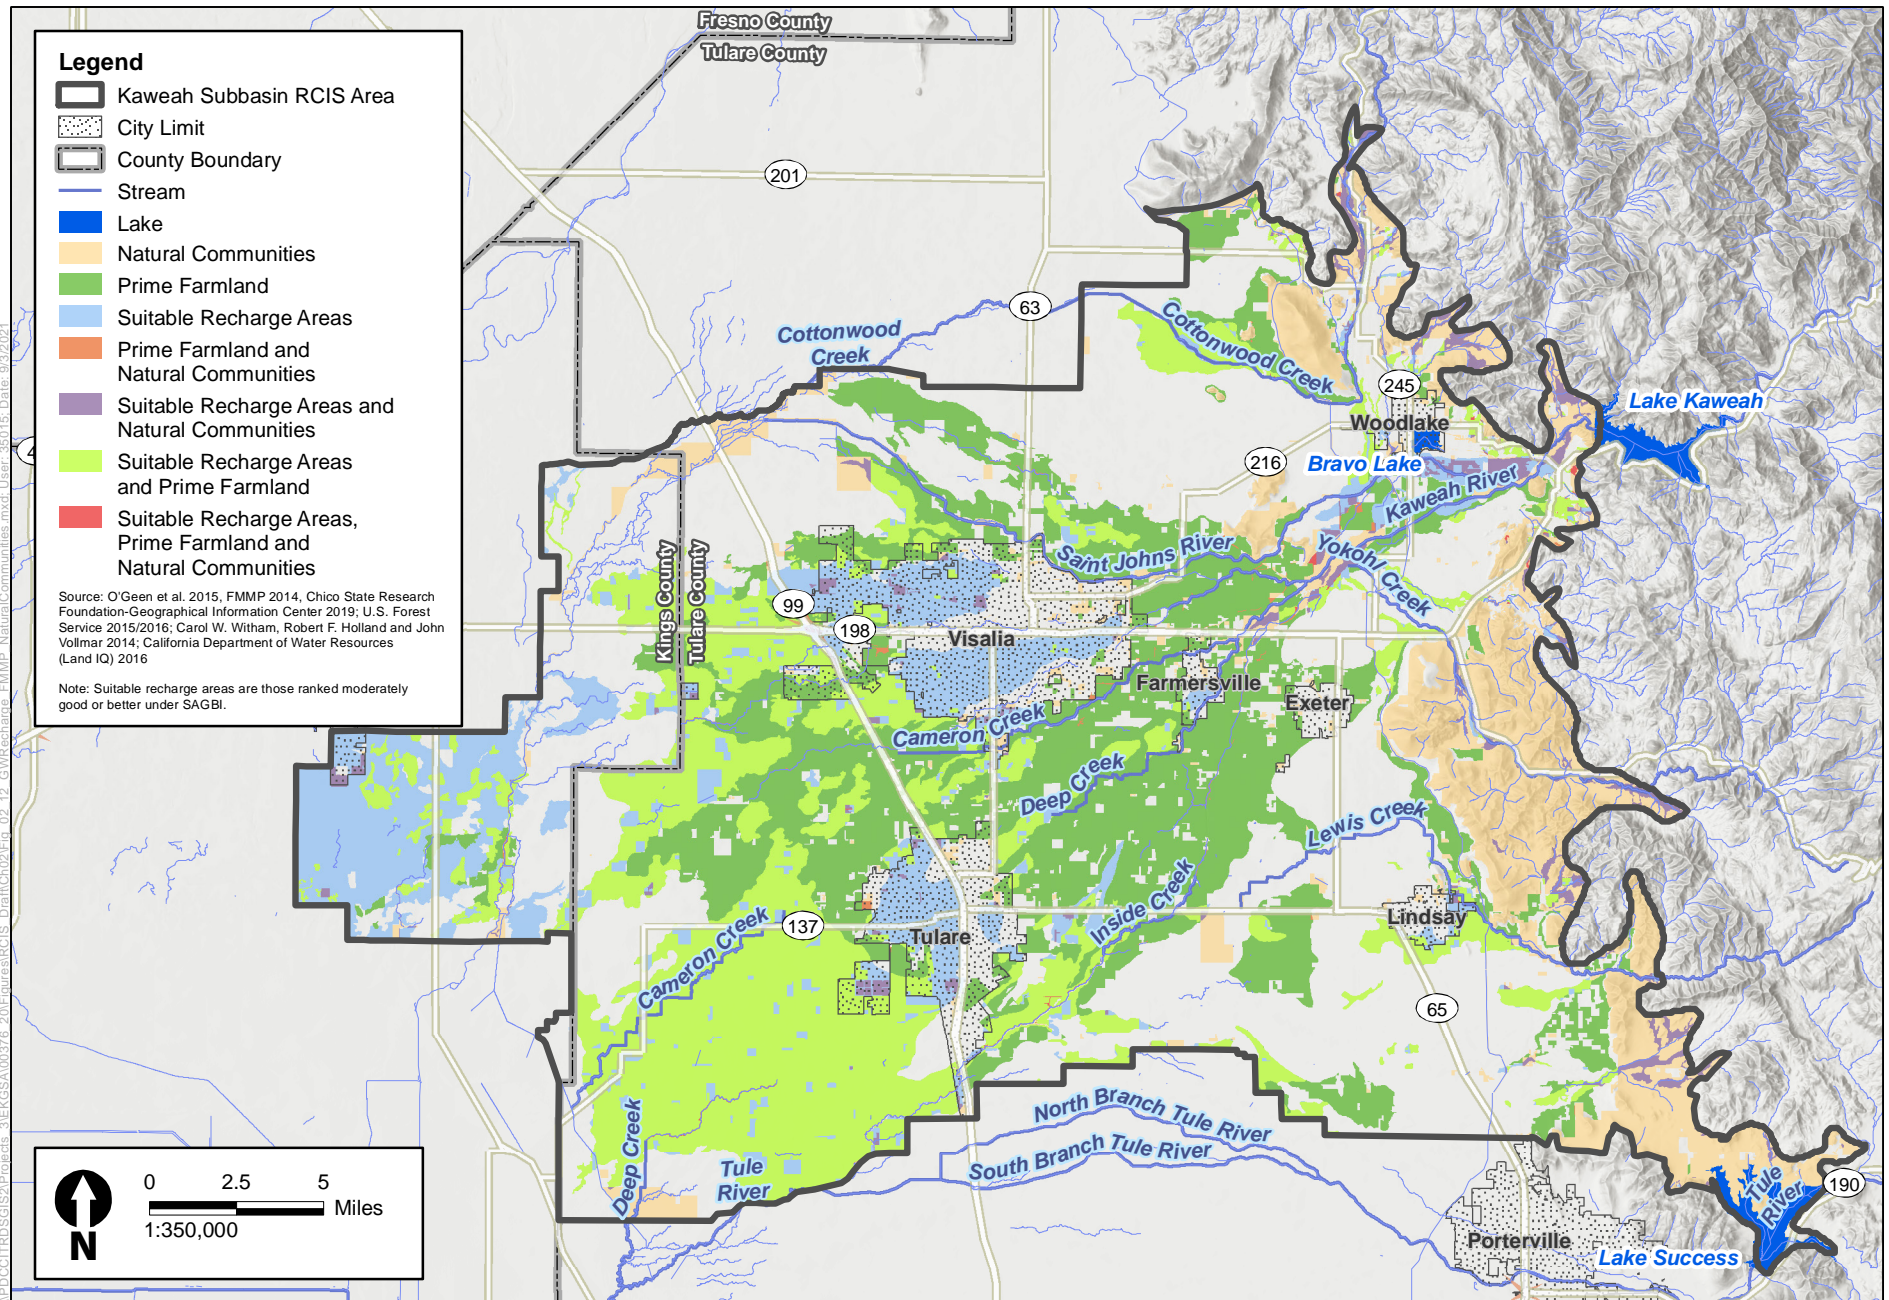 Fresno County
Tulare County
Legend
Kaweah Subbasin RCIS Area
City Limit
County Boundary
Stream
Lake
Natural Communities
Prime Farmland
Suitable Recharge Areas
Prime Farmland and
Natural Communities
Suitable Recharge Areas and
Natural Communities
Suitable Recharge Areas
and Prime Farmland
Suitable Recharge Areas,
Prime Farmland and
Natural Communities
Source: O'Geen et al. 2015, FMMP 2014, Chico State Research
Foundation-Geographical Information Center 2019; U.S. Forest
Service 2015/2016; Carol W. Witham, Robert F. Holland and John
Vollmar 2014; California Department of Water Resources
(Land IQ) 2016
Note: Suitable recharge areas are those ranked moderately
good or better under SAGBI.
201
63
Cottonwood
Creek
Cottonwood Creek
245
Woodlake
Lake Kaweah
216
Bravo Lake
Kaweah River
Saint Johns River
Yokohl Creek
Kings County
Tulare County
99
198
Visalia
Farmersville
Exeter
Cameron Creek
Deep Creek
Lewis Creek
Inside Creek
Lindsay
137
Tulare
Cameron Creek
65
Deep Creek
Tule
River
North Branch Tule River
South Branch Tule River
Tule
River
190
Porterville
Lake Success
0 2.5 5
Miles
1:350,000
N